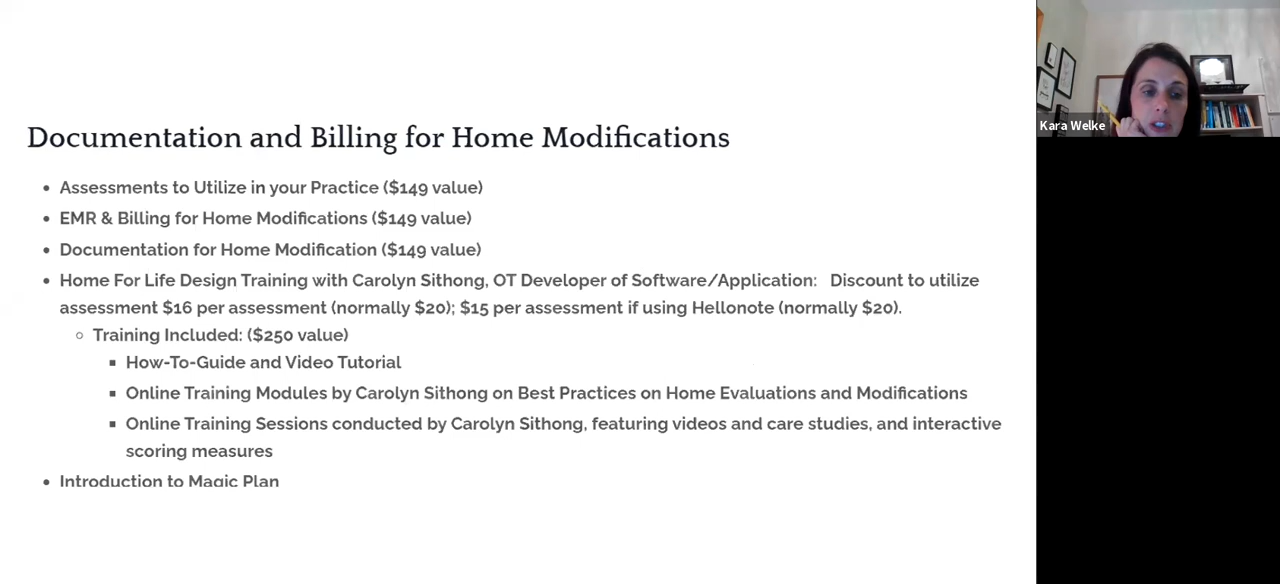 Documentation and Billing for Home Modifications
• Assessments to Utilize in your Practice ($149 value)
• EMR & Billing for Home Modifications ($149 value)
• Documentation for Home Modification ($149 value)
• Home For Life Design Training with Carolyn Sithong, OT Developer of Software/Application:   Discount to utilize
assessment $16 per assessment (normally $20); $15 per assessment if using Hellonote (normally $20).
◦ Training Included: ($250 value)
▪ How-To-Guide and Video Tutorial
▪ Online Training Modules by Carolyn Sithong on Best Practices on Home Evaluations and Modifications
▪ Online Training Sessions conducted by Carolyn Sithong, featuring videos and care studies, and interactive
scoring measures
• Introduction to Magic Plan
Kara Welke